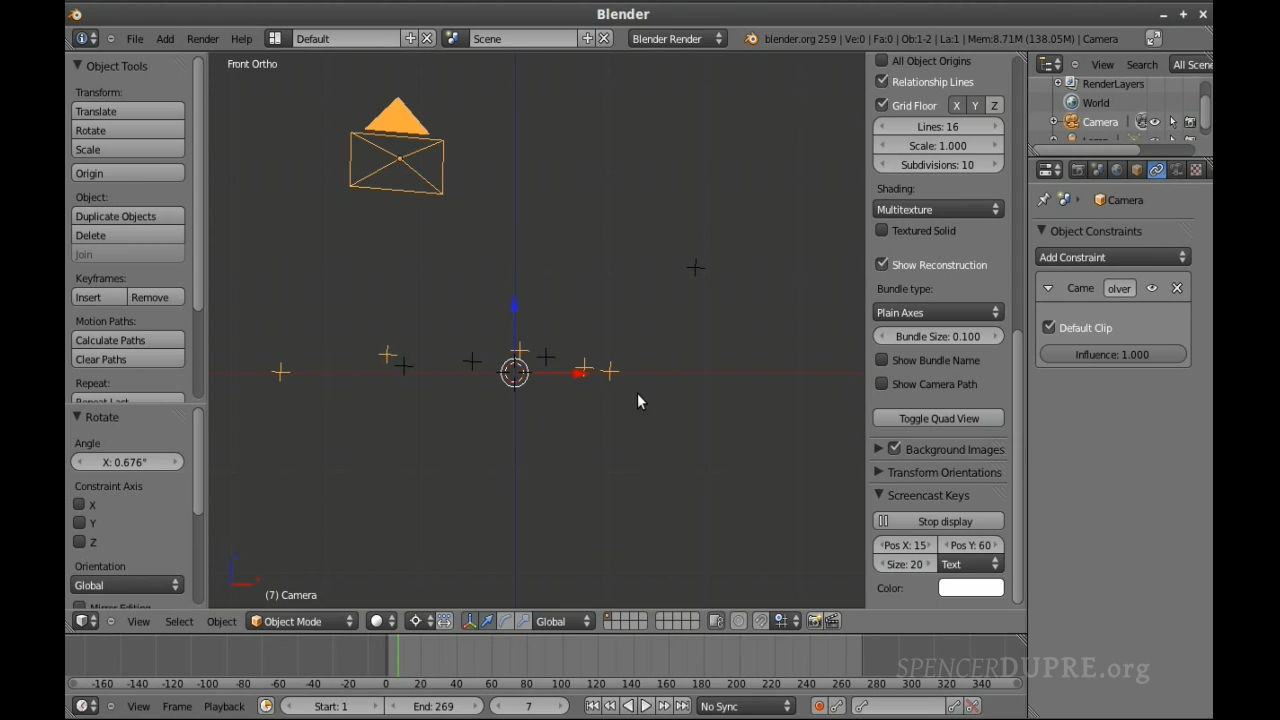 Blender
File Add Render Help Default Scene Blender Render blender.org 259 | Ve:0 | Fa:0 | Ob:1-2 | La:1 | Mem:8.71M (138.05M) | Camera
Object Tools
Transform:
Translate
Rotate
Scale
Origin
Object:
Duplicate Objects
Delete
Join
Keyframes:
Insert Remove
Motion Paths:
Calculate Paths
Clear Paths
Repeat:
Repeat Last
Rotate
Angle
X: 0.676°
Constraint Axis
X
Y
Z
Orientation
Global
Mirror Editing
Front Ortho
(7) Camera
All Object Origins
Relationship Lines
Grid Floor X Y Z
Lines: 16
Scale: 1.000
Subdivisions: 10
Shading:
Multitexture
Textured Solid
Show Reconstruction
Bundle type:
Plain Axes
Bundle Size: 0.100
Show Bundle Name
Show Camera Path
Toggle Quad View
Background Images
Transform Orientations
Screencast Keys
Stop display
Pos X: 15 Pos Y: 60
Size: 20 Text
Color:
View Search All Scene
RenderLayers
World
Camera
Camera
Object Constraints
Add Constraint
Came olver
Default Clip
Influence: 1.000
View Select Object Object Mode Global
-160 -140 -120 -100 -80 -60 -40 -20 0 20 40 60 80 100 120 140 160 180 200 220 240 260 280 300 320 340
SPENCERDUPRE.org
View Frame Playback Start: 1 End: 269 7 No Sync